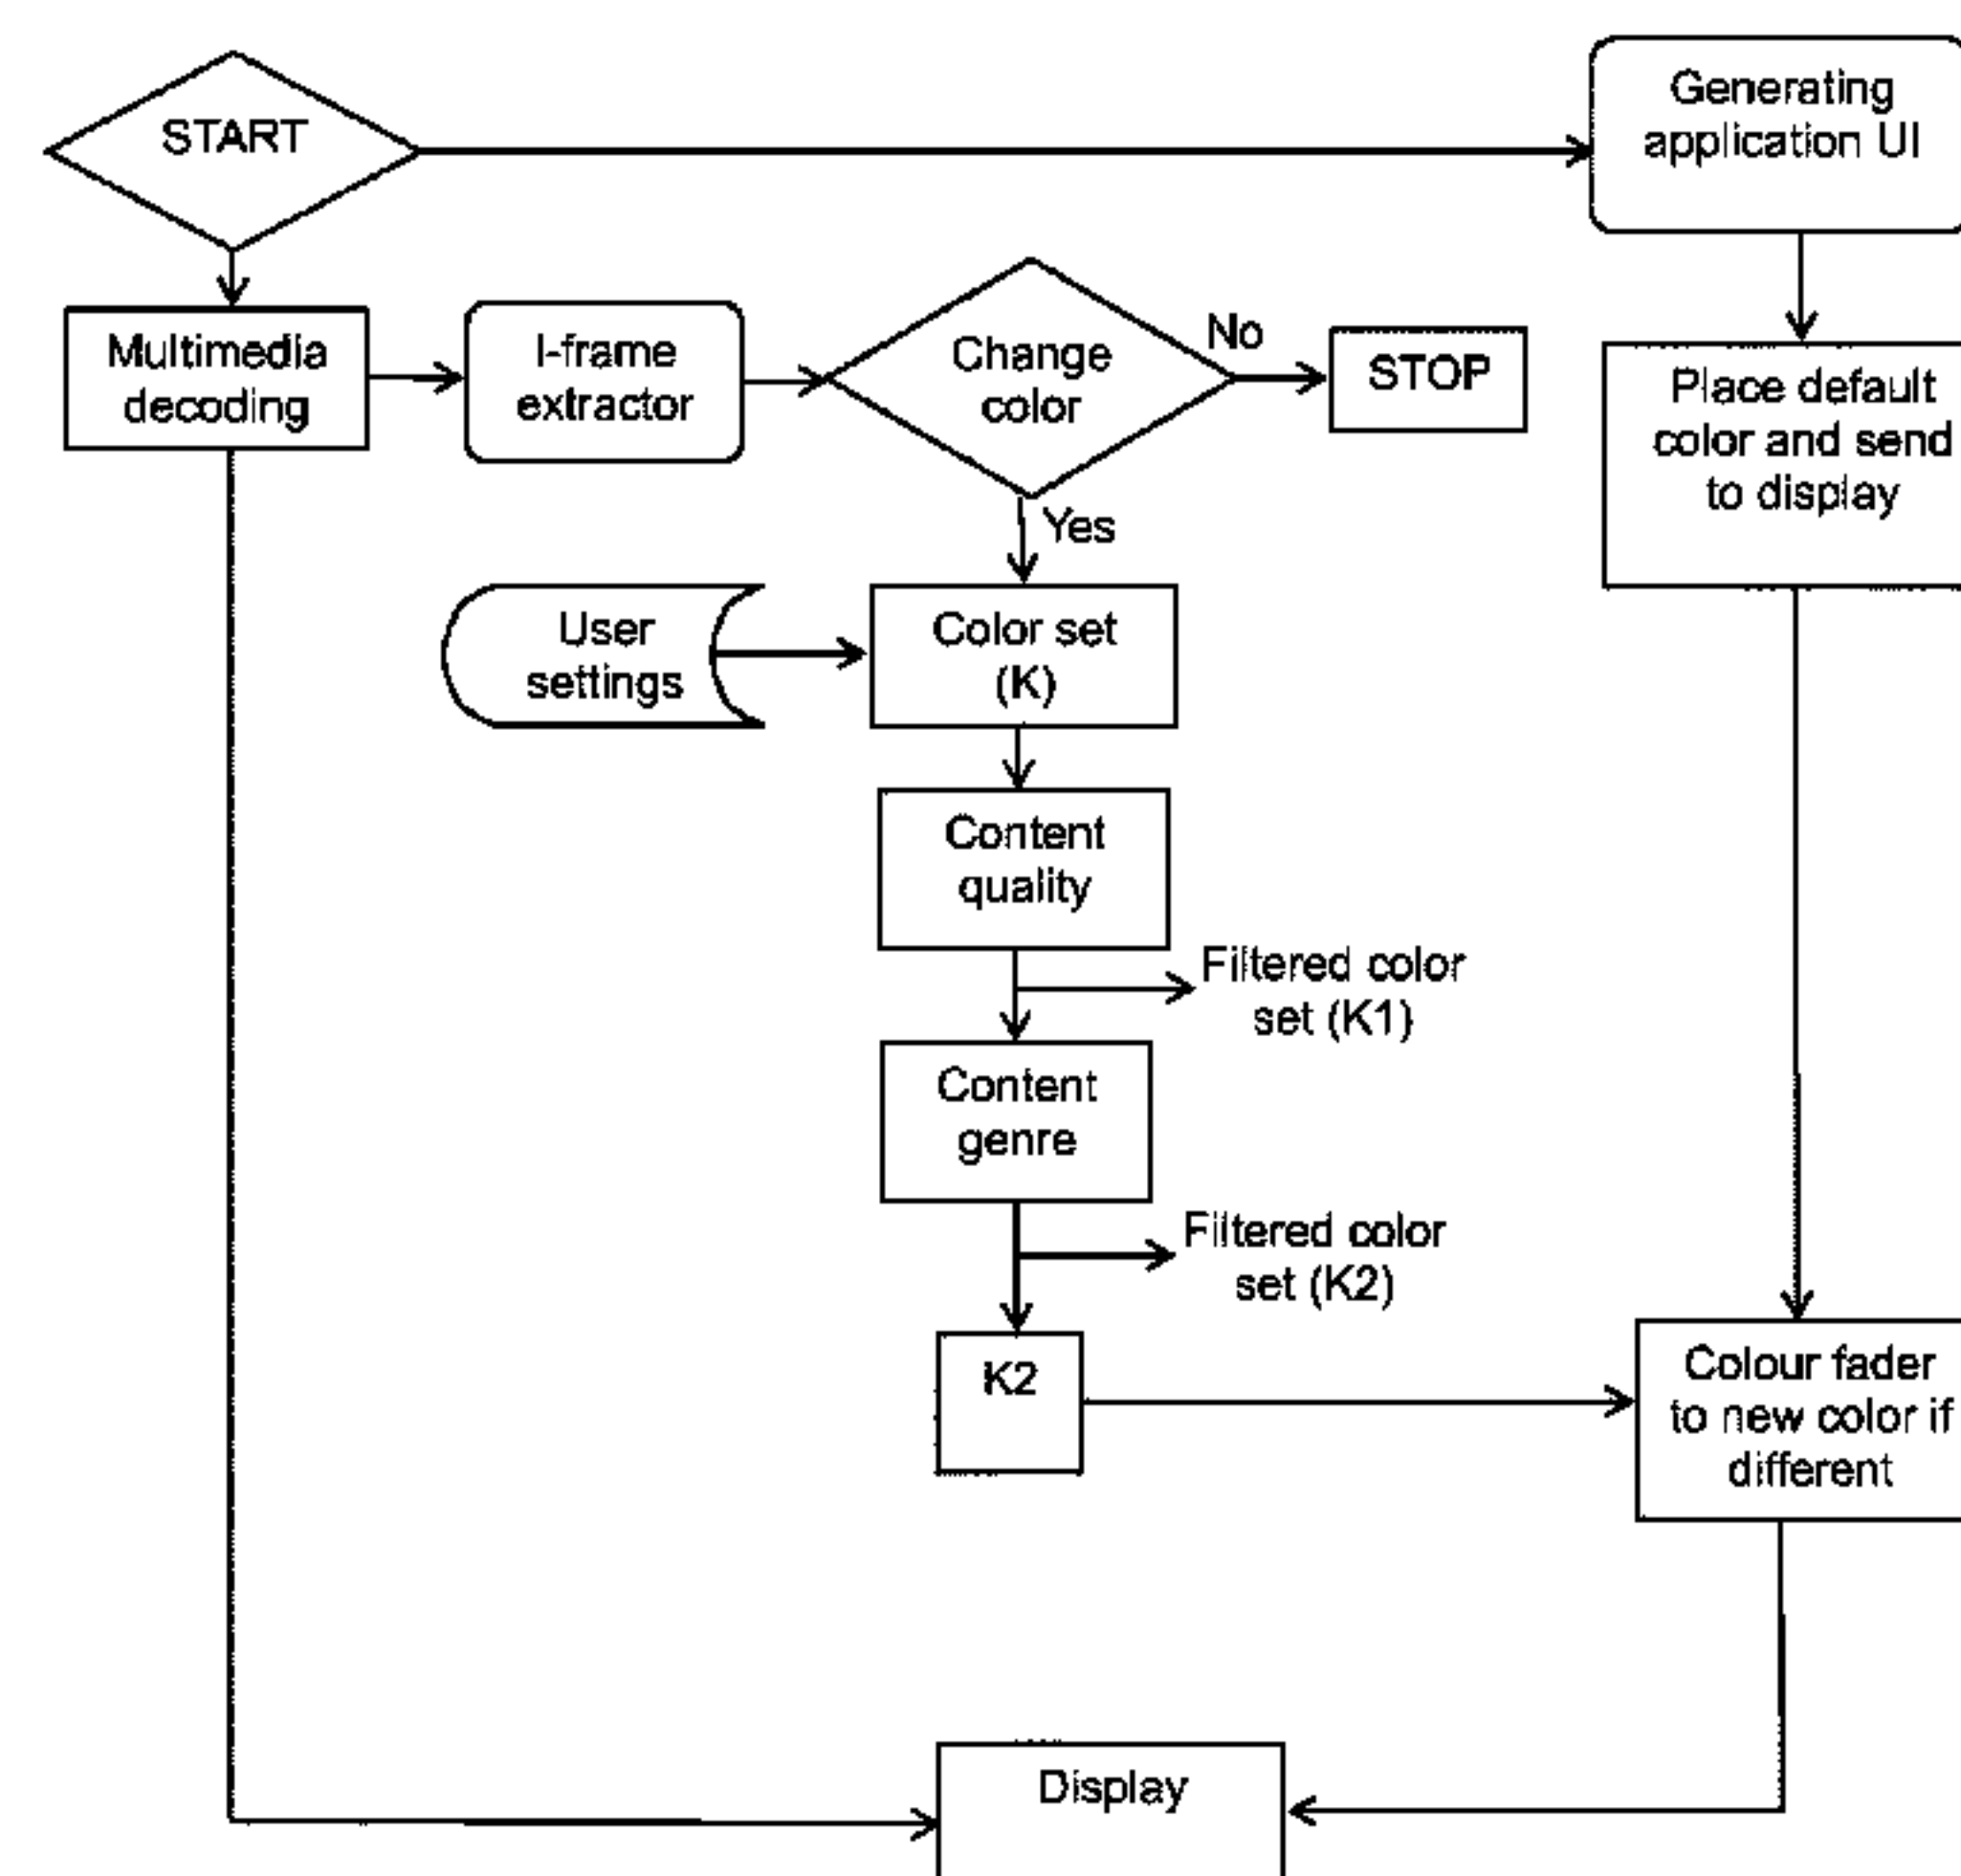 START
Generating
application UI
Multimedia
decoding
I-frame
extractor
Change
color
No
STOP
Place default
color and send
to display
Yes
User
settings
Color set
(K)
Content
quality
Filtered color
set (K1)
Content
genre
Filtered color
set (K2)
K2
Colour fader
to new color if
different
Display